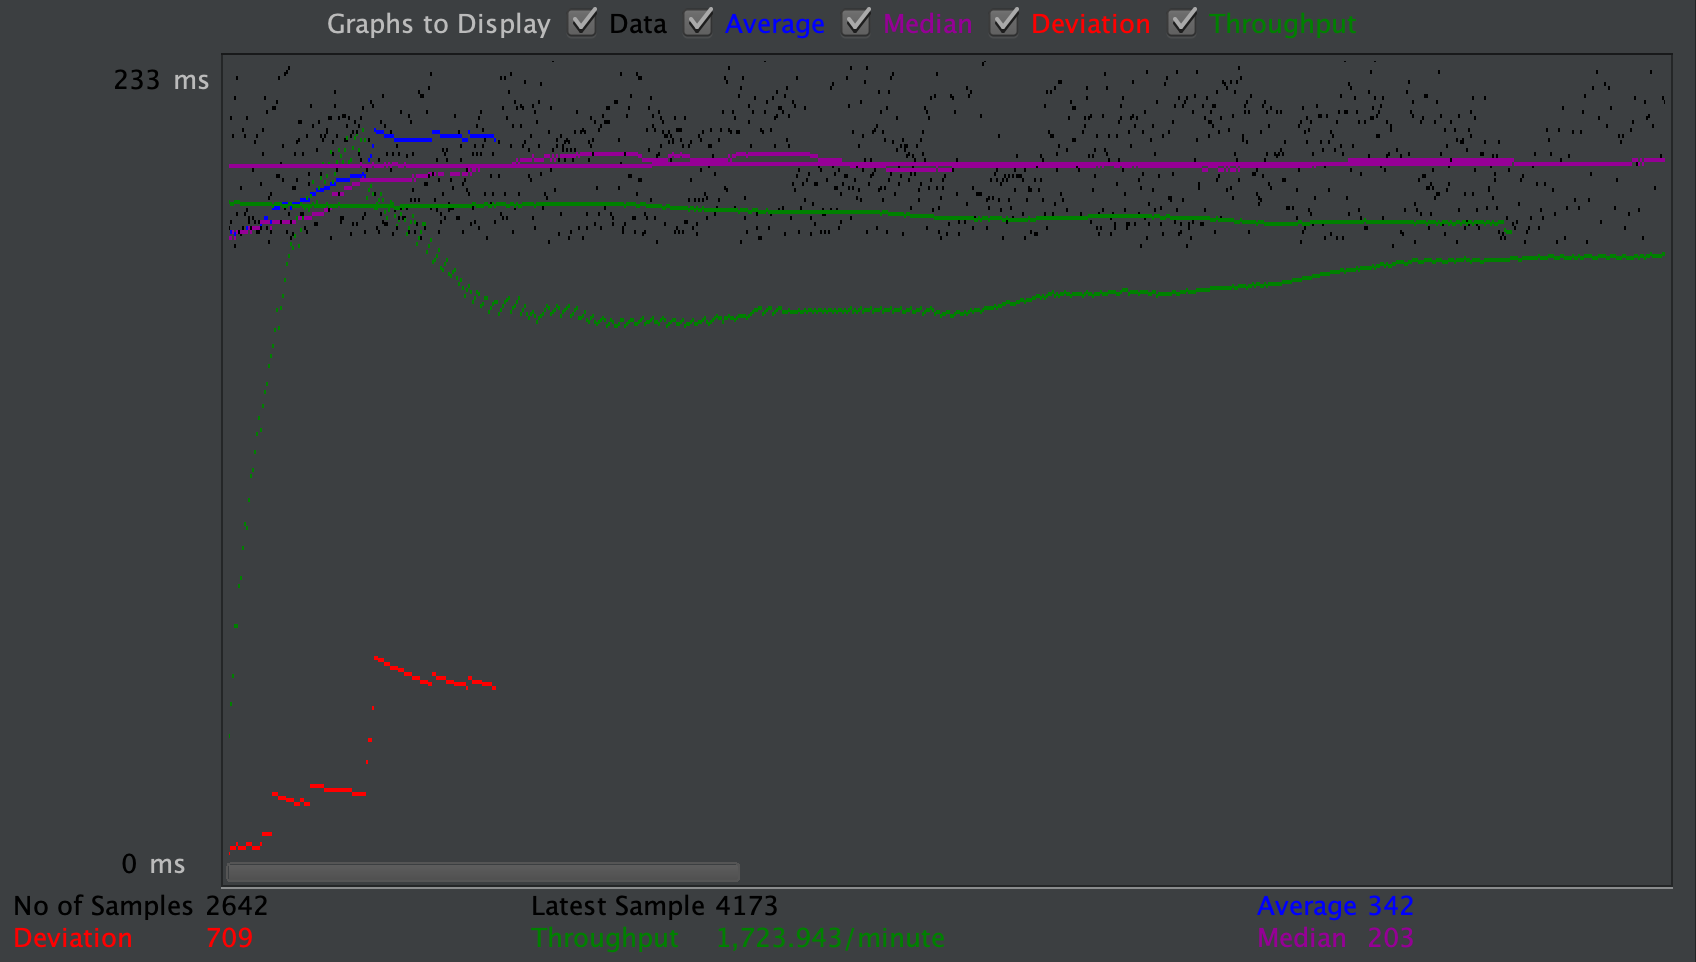 Graphs to Display Data Average Median Deviation Throughput
233 ms
0 ms
No of Samples 2642 Latest Sample 4173 Average 342
Deviation 709 Throughput 1,723.943/minute Median 203